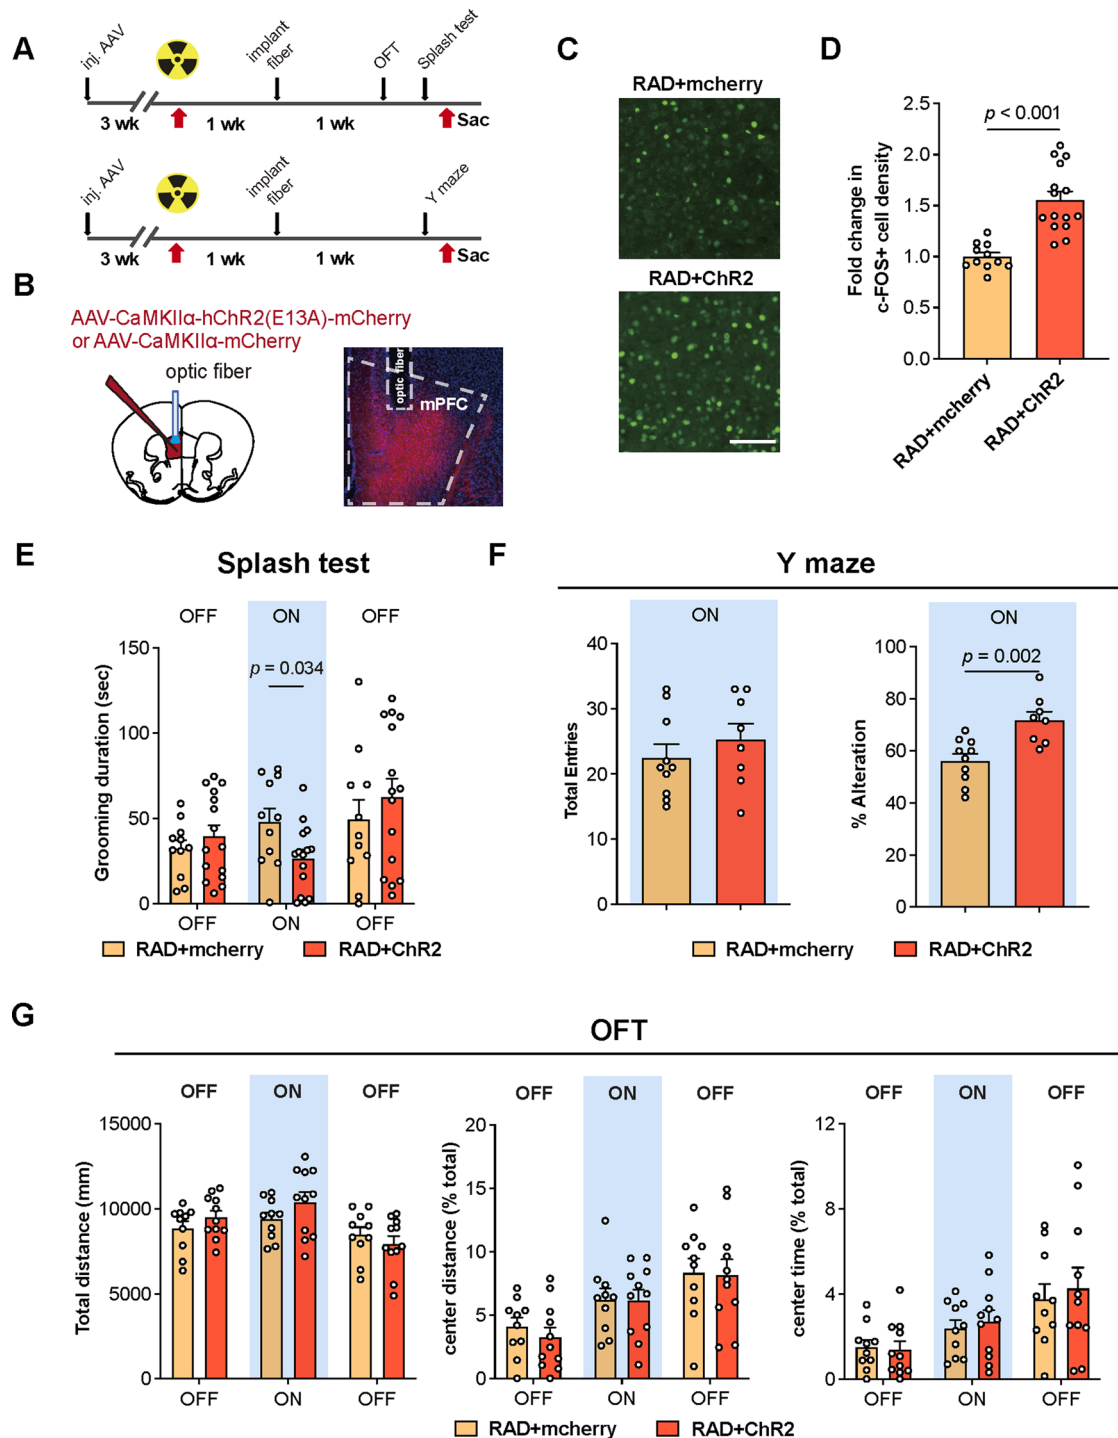 A
inj. AAV
implant
fiber
OFT
Splash test
3 wk
1 wk
1 wk
Sac
inj. AAV
implant
fiber
Y maze
3 wk
1 wk
1 wk
Sac
B
AAV-CaMKIIα-hChR2(E13A)-mCherry
or AAV-CaMKIIα-mCherry
optic fiber
optic fiber
mPFC
C
RAD+mcherry
RAD+ChR2
D
Fold change in
c-FOS+ cell density
2.5
2.0
1.5
1.0
0.5
0.0
p < 0.001
RAD+mcherry
RAD+ChR2
E
Splash test
OFF
ON
OFF
Grooming duration (sec)
150
100
50
0
p = 0.034
OFF
ON
OFF
RAD+mcherry
RAD+ChR2
F
Y maze
ON
Total Entries
40
30
20
10
0
ON
p = 0.002
% Alteration
100
80
60
40
20
0
RAD+mcherry
RAD+ChR2
G
OFT
OFF
ON
OFF
Total distance (mm)
15000
10000
5000
0
OFF
ON
OFF
OFF
ON
OFF
center distance (% total)
20
15
10
5
0
OFF
ON
OFF
OFF
ON
OFF
center time (% total)
12
8
4
0
OFF
ON
OFF
RAD+mcherry
RAD+ChR2